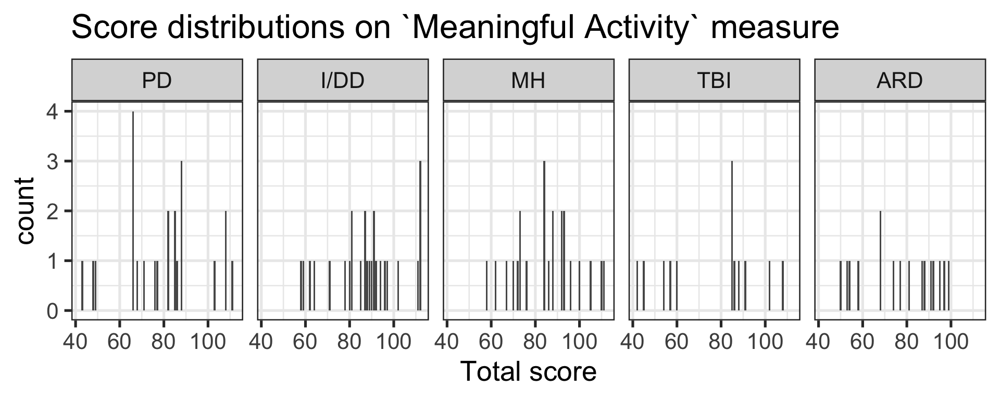 Score distributions on `Meaningful Activity` measure
PD I/DD MH TBI ARD
4
3
2
1
0
count
40 60 80 100 40 60 80 100 40 60 80 100 40 60 80 100 40 60 80 100
Total score